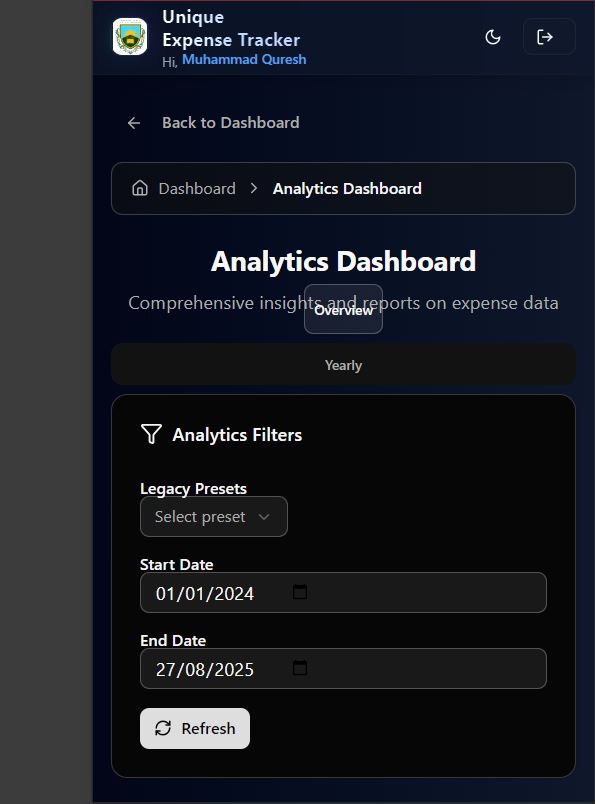 Unique
Expense Tracker
Hi, Muhammad Quresh
Back to Dashboard
Dashboard > Analytics Dashboard
Analytics Dashboard
Comprehensive insights and reports on expense data
Overview
Yearly
Analytics Filters
Legacy Presets
Select preset
Start Date
01/01/2024
End Date
27/08/2025
Refresh